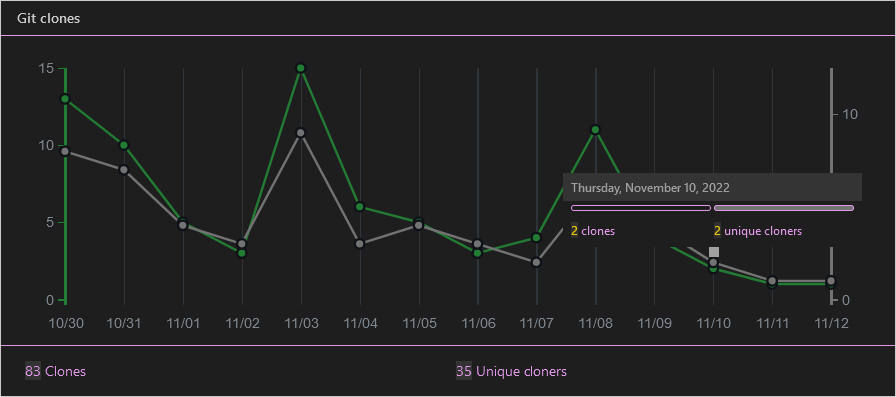 Git clones
15
10
5
0
10
0
Thursday, November 10, 2022
2 clones
2 unique cloners
10/30 10/31 11/01 11/02 11/03 11/04 11/05 11/06 11/07 11/08 11/09 11/10 11/11 11/12
83 Clones
35 Unique cloners